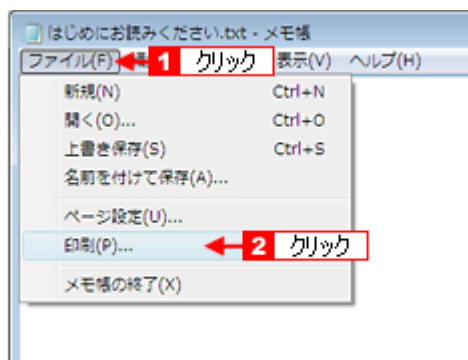 はじめにお読みください.txt - メモ帳
ファイル(F) 1 クリック 表示(V) ヘルプ(H)
新規(N) Ctrl+N
開く(O)... Ctrl+O
上書き保存(S) Ctrl+S
名前を付けて保存(A)...
ページ設定(U)...
印刷(P)... 2 クリック
メモ帳の終了(X)